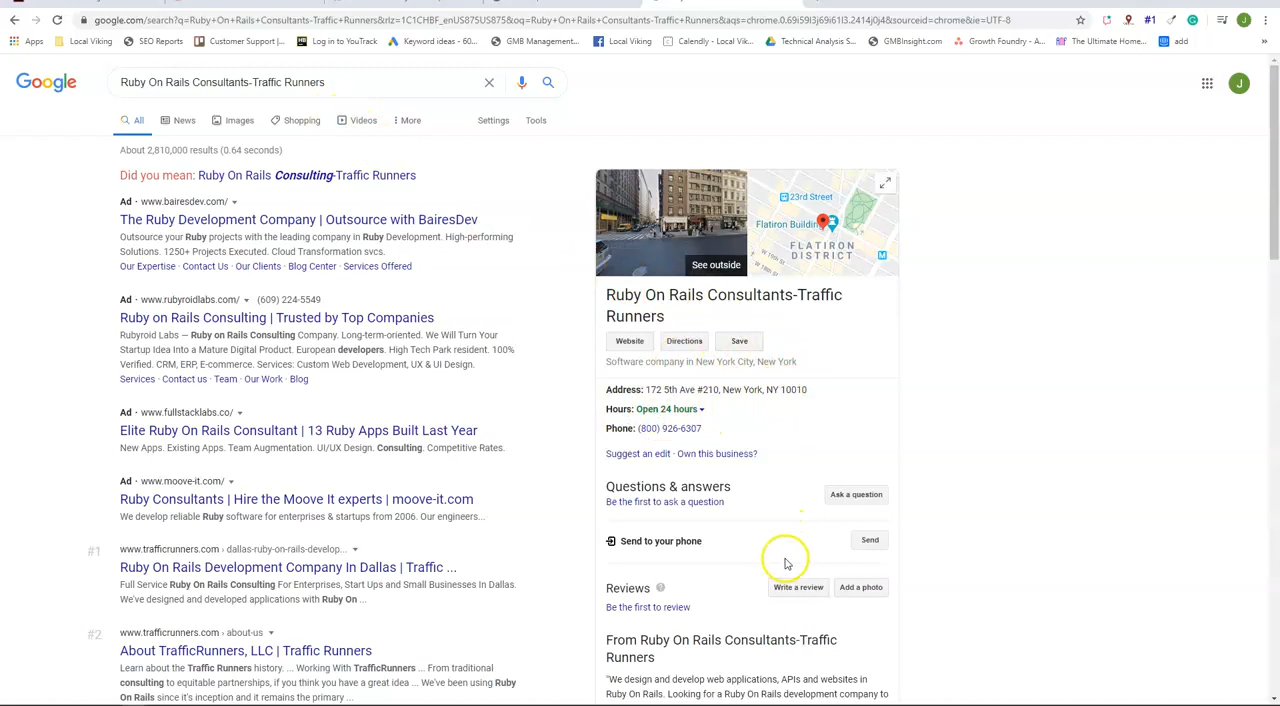 google.com/search?q=Ruby+On+Rails+Consultants-Traffic+Runners&rlz=1C1CHBF_enUS875US875&oq=Ruby+On+Rails+Consultants-Traffic+Runners&aqs=chrome.0.69i59l3j69i61l3.2414j0j4&sourceid=chrome&ie=UTF-8
#1
J
Apps
Local Viking
SEO Reports
Customer Support |...
Log in to YouTrack
Keyword ideas - 60...
GMB Management...
Local Viking
Calendly - Local Vik...
Technical Analysis S...
GMBInsight.com
Growth Foundry - A...
The Ultimate Home...
add
Google
Ruby On Rails Consultants-Traffic Runners
J
All
News
Images
Shopping
Videos
More
Settings
Tools
About 2,810,000 results (0.64 seconds)
Did you mean: Ruby On Rails Consulting-Traffic Runners
Ad · www.bairesdev.com/
The Ruby Development Company | Outsource with BairesDev
Outsource your Ruby projects with the leading company in Ruby Development. High-performing
Solutions. 1250+ Projects Executed. Cloud Transformation svcs.
Our Expertise · Contact Us · Our Clients · Blog Center · Services Offered
Ad · www.rubyroidlabs.com/ (609) 224-5549
Ruby on Rails Consulting | Trusted by Top Companies
Rubyroid Labs — Ruby on Rails Consulting Company. Long-term-oriented. We Will Turn Your
Startup Idea Into a Mature Digital Product. European developers. High Tech Park resident. 100%
Verified. CRM, ERP, E-commerce. Services: Custom Web Development, UX & UI Design.
Services · Contact us · Team · Our Work · Blog
Ad · www.fullstacklabs.co/
Elite Ruby On Rails Consultant | 13 Ruby Apps Built Last Year
New Apps. Existing Apps. Team Augmentation. UI/UX Design. Consulting. Competitive Rates.
Ad · www.moove-it.com/
Ruby Consultants | Hire the Moove It experts | moove-it.com
We develop reliable Ruby software for enterprises & startups from 2006. Our engineers...
#1
www.trafficrunners.com › dallas-ruby-on-rails-develop...
Ruby On Rails Development Company In Dallas | Traffic ...
Full Service Ruby On Rails Consulting For Enterprises, Start Ups and Small Businesses In Dallas.
We've designed and developed applications with Ruby On ...
#2
www.trafficrunners.com › about-us
About TrafficRunners, LLC | Traffic Runners
Learn about the Traffic Runners history. ... Working With TrafficRunners ... From traditional
consulting to equitable partnerships, if you think you have a great idea ... We've been using Ruby
On Rails since it's inception and it remains the primary ...
See outside
23rd Street
Flatiron Building
FLATIRON
DISTRICT
Ruby On Rails Consultants-Traffic
Runners
Website
Directions
Save
Software company in New York City, New York
Address: 172 5th Ave #210, New York, NY 10010
Hours: Open 24 hours
Phone: (800) 926-6307
Suggest an edit · Own this business?
Questions & answers
Be the first to ask a question
Ask a question
Send to your phone
Send
Reviews
Write a review
Add a photo
Be the first to review
From Ruby On Rails Consultants-Traffic
Runners
"We design and develop web applications, APIs and websites in
Ruby On Rails. Looking for a Ruby On Rails development company to